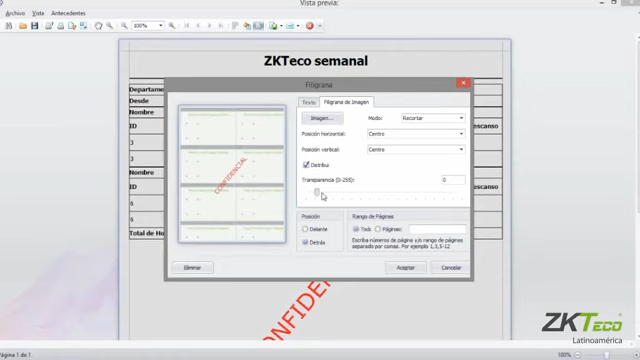 Vista previa:
Archivo Vista Antecedentes
100%
ZKTeco semanal
Departame
Desde
Nombre
ID
3
3
Nombre
ID
6
6
Total de Ho
escanso
escanso
Filigrana
Texto Filigrana de Imagen
Imagen... Modo: Recortar
Posición horizontal: Centro
Posición vertical: Centro
Distribui
Transparencia (0-255): 0
CONFIDENCIAL
Posición Rango de Páginas
Delante Todi Páginas:
Detrás Escriba números de página y/o rango de páginas
separado por comas. Por ejemplo 1,3,5-12
Eliminar Aceptar Cancelar
ZKTeco
Latinoamérica
Página 1 de 1
100%